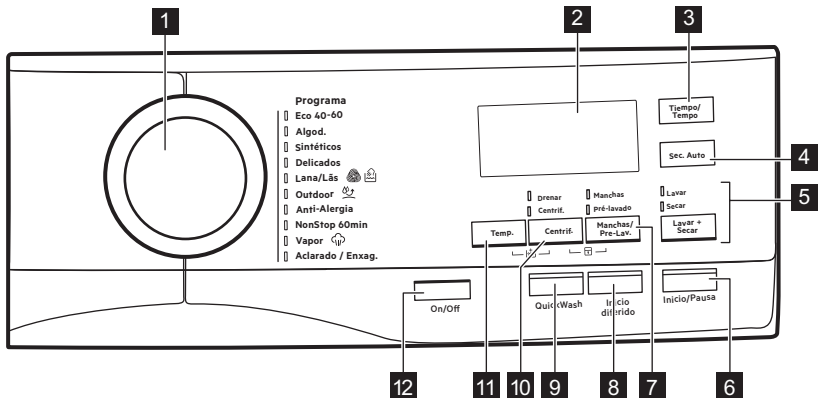 1
2
3
Programa
Eco 40-60
Algod.
Sintéticos
Delicados
Lana/Lãs
Outdoor
Anti-Alergia
NonStop 60min
Vapor
Aclarado / Enxag.
Tiempo/
Tempo
Sec. Auto
4
5
Drenar
Centrif.
Manchas
Pré-lavado
Lavar
Secar
Temp.
Centrif.
Manchas/
Pre-Lav.
Lavar +
Secar
On/Off
QuickWash
Inicio
diferido
Inicio/Pausa
12
11
10
9
8
7
6